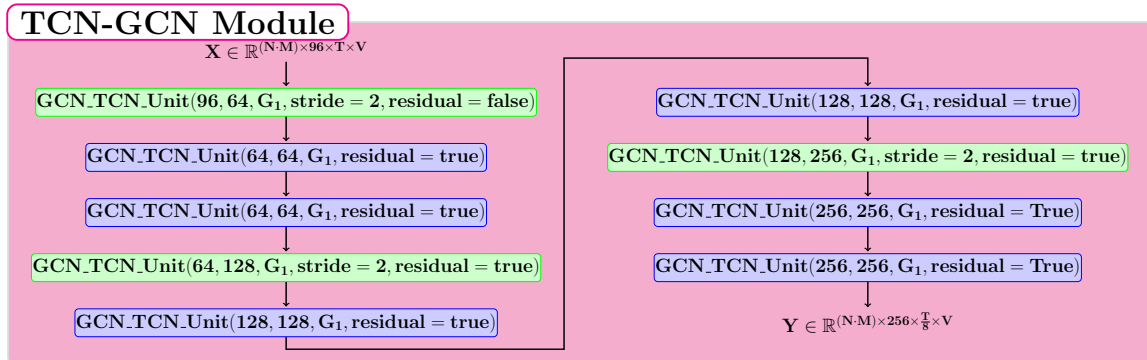 TCN-GCN Module
X ∈ ℝ^{(N·M)×96×T×V}
GCN_TCN_Unit(96, 64, G₁, stride = 2, residual = false)
GCN_TCN_Unit(64, 64, G₁, residual = true)
GCN_TCN_Unit(64, 64, G₁, residual = true)
GCN_TCN_Unit(64, 128, G₁, stride = 2, residual = true)
GCN_TCN_Unit(128, 128, G₁, residual = true)
GCN_TCN_Unit(128, 128, G₁, residual = true)
GCN_TCN_Unit(128, 256, G₁, stride = 2, residual = true)
GCN_TCN_Unit(256, 256, G₁, residual = True)
GCN_TCN_Unit(256, 256, G₁, residual = True)
Y ∈ ℝ^{(N·M)×256×\frac{T}{8}×V}